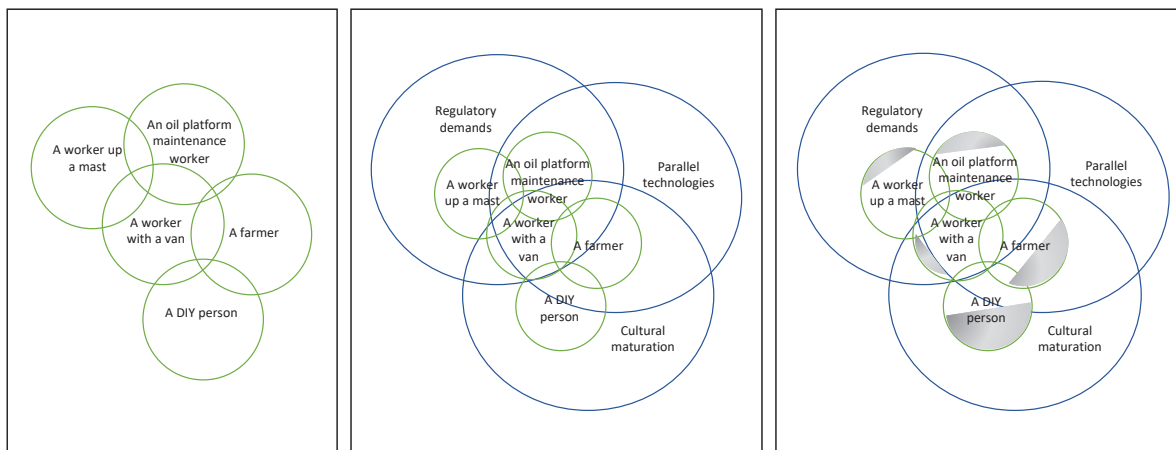 An oil platform
maintenance
worker
A worker up
a mast
A worker
with a van
A farmer
A DIY person
Regulatory
demands
An oil platform
maintenance
worker
Parallel
technologies
A worker
up a mast
A worker
with a
van
A farmer
A DIY
person
Cultural
maturation
Regulatory
demands
An oil platform
maintenance
worker
Parallel
technologies
A worker
up a mast
A worker
with a
van
A farmer
A DIY
person
Cultural
maturation